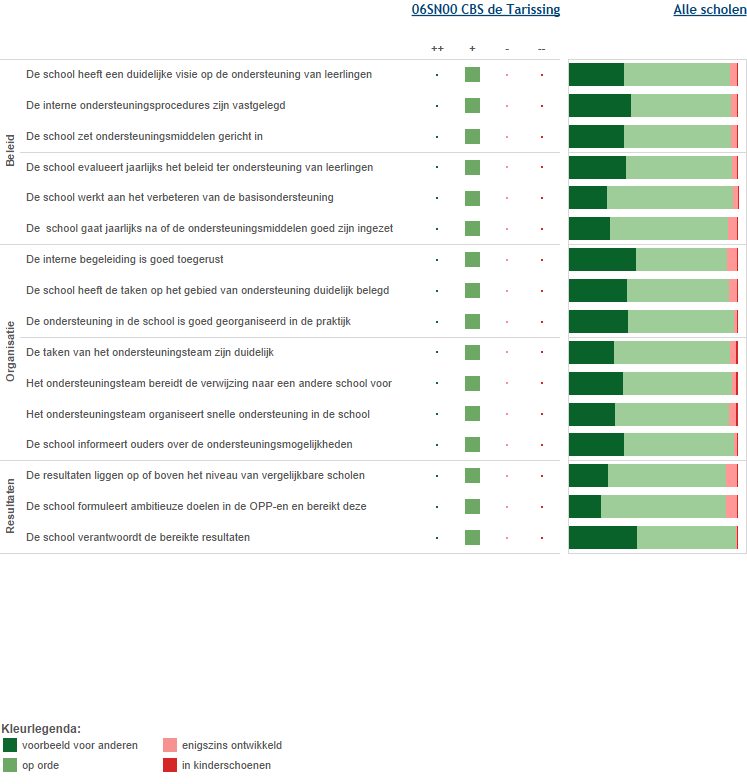 06SN00 CBS de Tarissing Alle scholen
++ + - --
Beleid
De school heeft een duidelijke visie op de ondersteuning van leerlingen
De interne ondersteuningsprocedures zijn vastgelegd
De school zet ondersteuningsmiddelen gericht in
De school evalueert jaarlijks het beleid ter ondersteuning van leerlingen
De school werkt aan het verbeteren van de basisondersteuning
De  school gaat jaarlijks na of de ondersteuningsmiddelen goed zijn ingezet
Organisatie
De interne begeleiding is goed toegerust
De school heeft de taken op het gebied van ondersteuning duidelijk belegd
De ondersteuning in de school is goed georganiseerd in de praktijk
De taken van het ondersteuningsteam zijn duidelijk
Het ondersteuningsteam bereidt de verwijzing naar een andere school voor
Het ondersteuningsteam organiseert snelle ondersteuning in de school
De school informeert ouders over de ondersteuningsmogelijkheden
Resultaten
De resultaten liggen op of boven het niveau van vergelijkbare scholen
De school formuleert ambitieuze doelen in de OPP-en en bereikt deze
De school verantwoordt de bereikte resultaten
Kleurlegenda:
voorbeeld voor anderen enigszins ontwikkeld
op orde in kinderschoenen